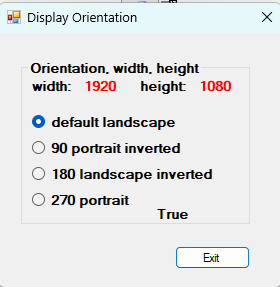 Display Orientation
Orientation, width, height
width: 1920 height: 1080
default landscape
90 portrait inverted
180 landscape inverted
270 portrait
True
Exit